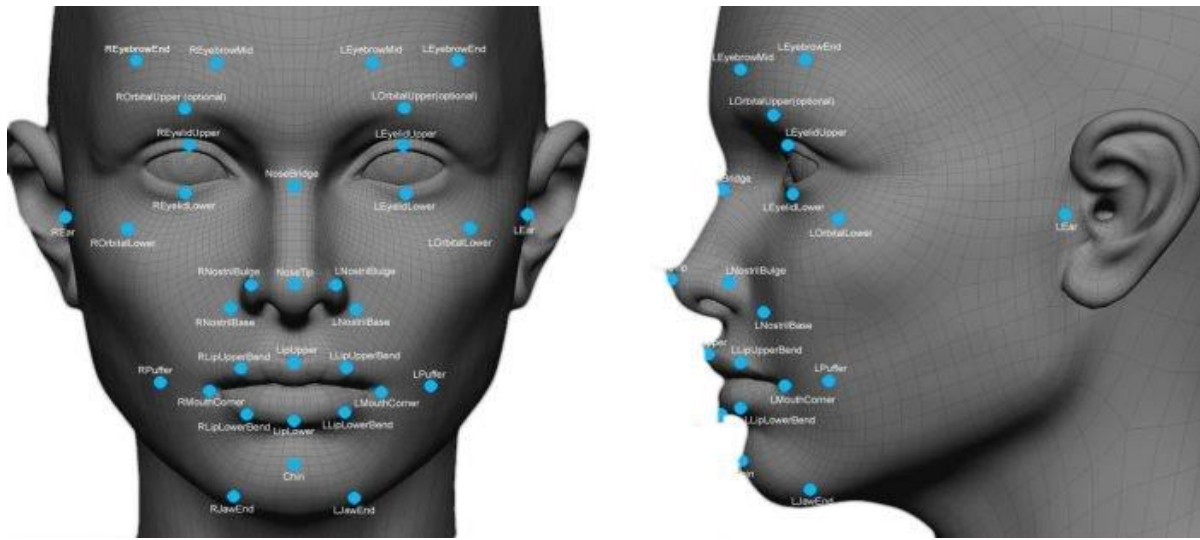 REyebrowEnd
REyebrowMid
LEyebrowMid
LEyebrowEnd
ROrbitalUpper (optional)
LOrbitalUpper(optional)
REyelidUpper
LEyelidUpper
NoseBridge
REyelidLower
LEyelidLower
REar
ROrbitalLower
LOrbitalLower
LEar
RNostrilBulge
NoseTip
LNostrilBulge
RNostrilBase
LNostrilBase
RLipUpperBend
LipUpper
LLipUpperBend
RPuffer
LPuffer
RMouthCorner
LMouthCorner
RLipLowerBend
LipLower
LLipLowerBend
Chin
RJawEnd
LJawEnd
LEyebrowMid
LEyebrowEnd
LOrbitalUpper(optional)
LEyelidUpper
Bridge
LEyelidLower
LOrbitalLower
LEar
LNostrilBulge
LNostrilBase
pper
LLipUpperBend
LPuffer
LMouthCorner
LLipLowerBend
LJawEnd